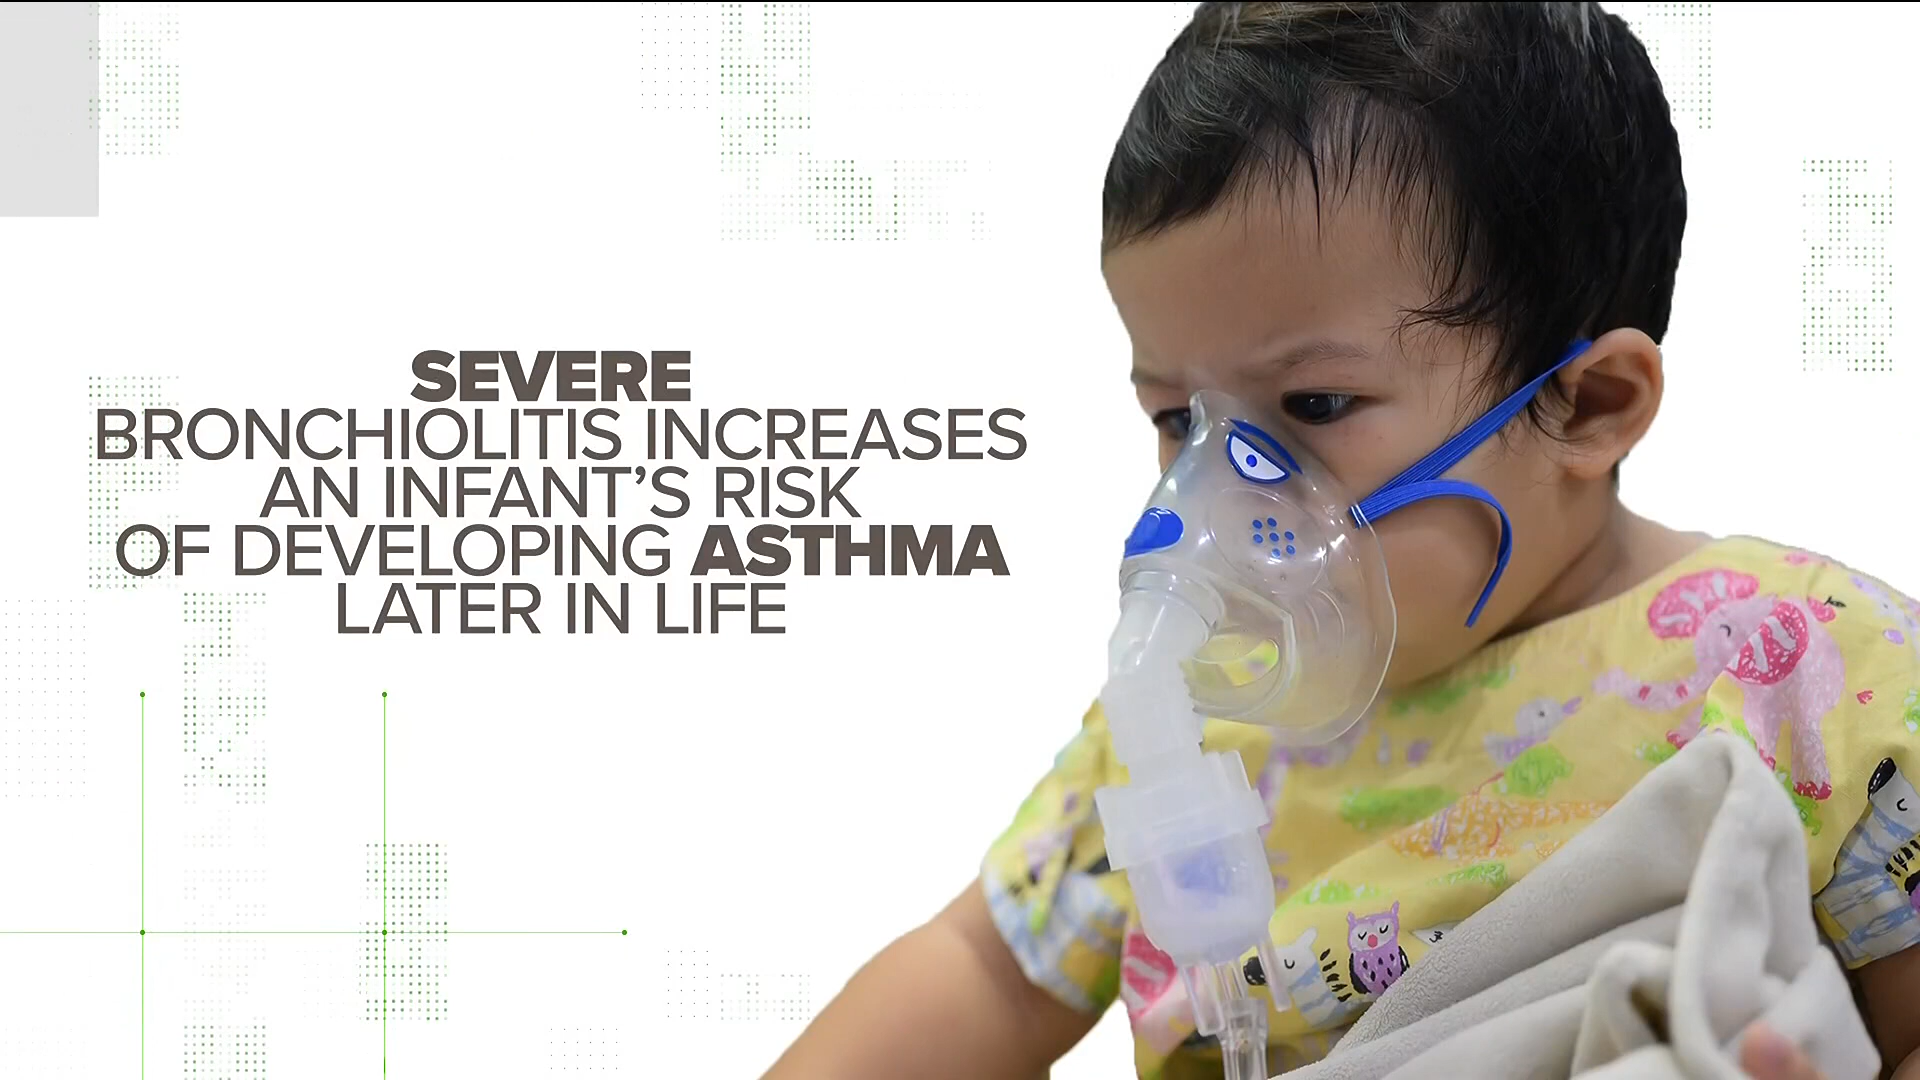 SEVERE
BRONCHIOLITIS INCREASES
AN INFANT’S RISK
OF DEVELOPING ASTHMA
LATER IN LIFE